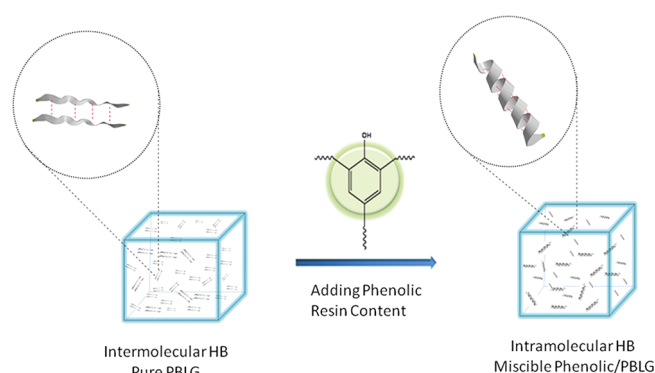 OH
Adding Phenolic
Resin Content
Intermolecular HB
Pure PBLG
Intramolecular HB
Miscible Phenolic/PBLG